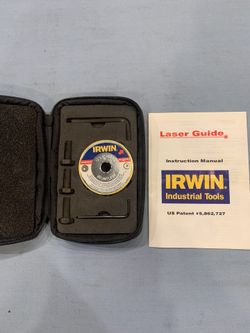 IRWIN
Laser Guide
Instruction Manual
IRWIN
Industrial Tools
US Patent #5,862,727